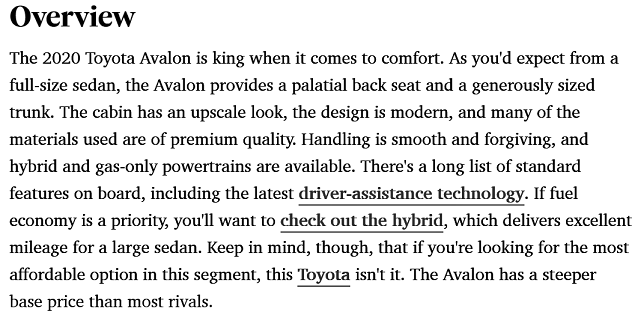 Overview
The 2020 Toyota Avalon is king when it comes to comfort. As you'd expect from a
full-size sedan, the Avalon provides a palatial back seat and a generously sized
trunk. The cabin has an upscale look, the design is modern, and many of the
materials used are of premium quality. Handling is smooth and forgiving, and
hybrid and gas-only powertrains are available. There's a long list of standard
features on board, including the latest driver-assistance technology. If fuel
economy is a priority, you'll want to check out the hybrid, which delivers excellent
mileage for a large sedan. Keep in mind, though, that if you're looking for the most
affordable option in this segment, this Toyota isn't it. The Avalon has a steeper
base price than most rivals.